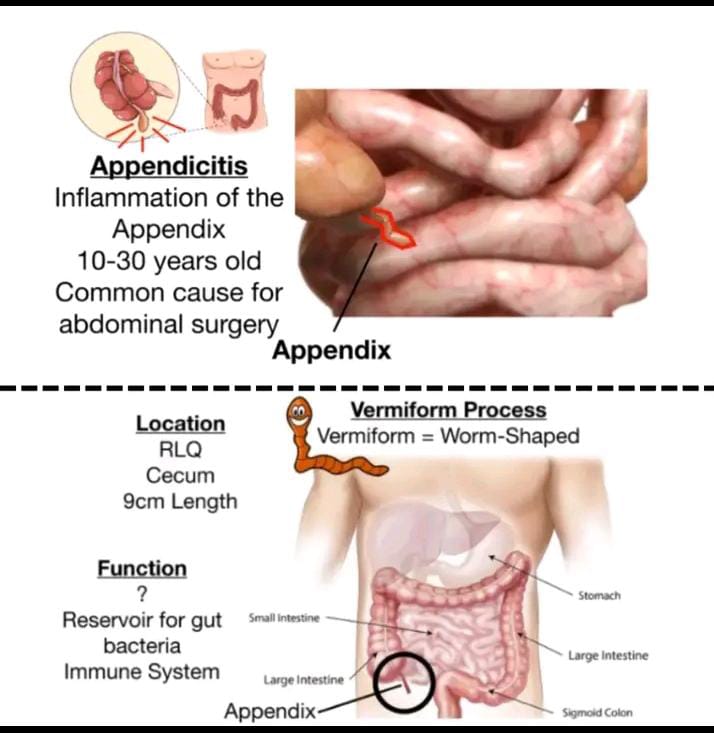 Appendicitis
Inflammation of the
Appendix
10-30 years old
Common cause for
abdominal surgery
Appendix
Location
RLQ
Cecum
9cm Length
Vermiform Process
Vermiform = Worm-Shaped
Function
?
Reservoir for gut
bacteria
Immune System
Small Intestine
Large Intestine
Appendix
Stomach
Large Intestine
Sigmoid Colon